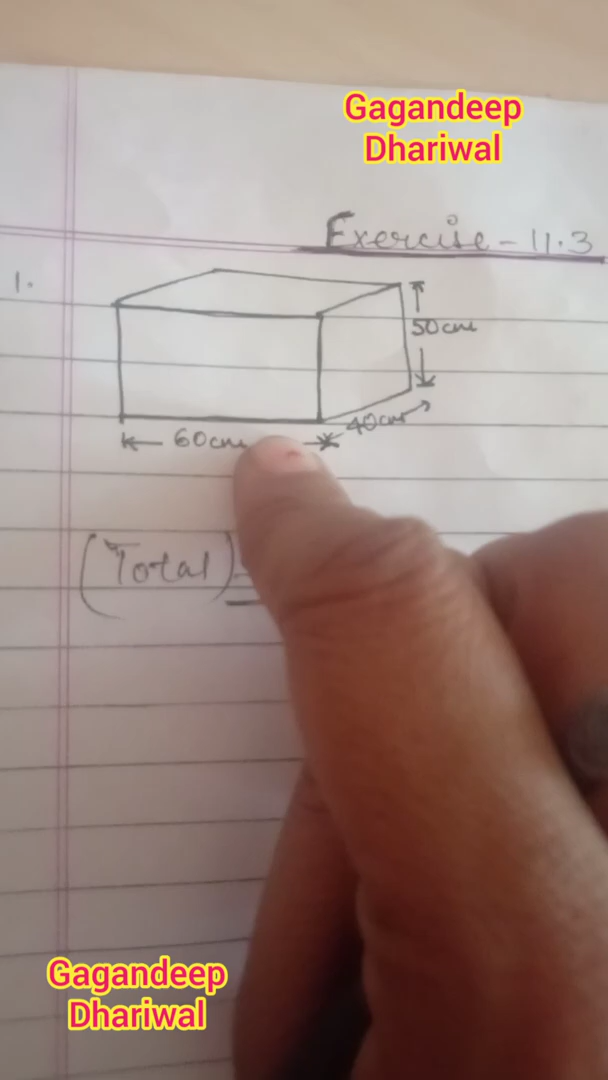 Gagandeep
Dhariwal
Exercise - 11.3
1.
50cm
40cm
60cm
(Total)
Gagandeep
Dhariwal